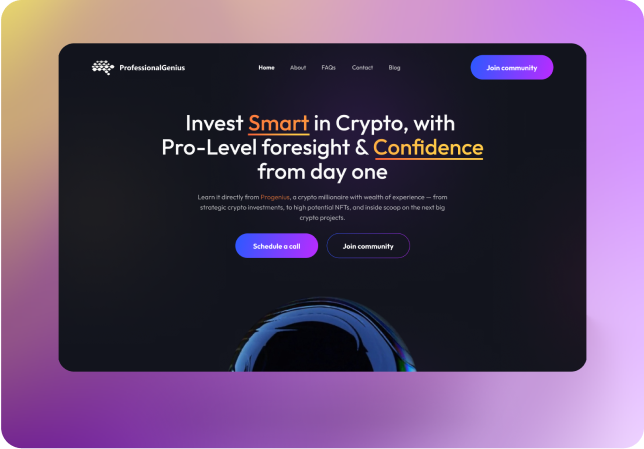 ProfessionalGenius
Home About FAQs Contact Blog
Join community
Invest Smart in Crypto, with
Pro-Level foresight & Confidence
from day one
Learn it directly from Progenius, a crypto millionaire with wealth of experience — from
strategic crypto investments, to high potential NFTs, and inside scoop on the next big
crypto projects.
Schedule a call
Join community